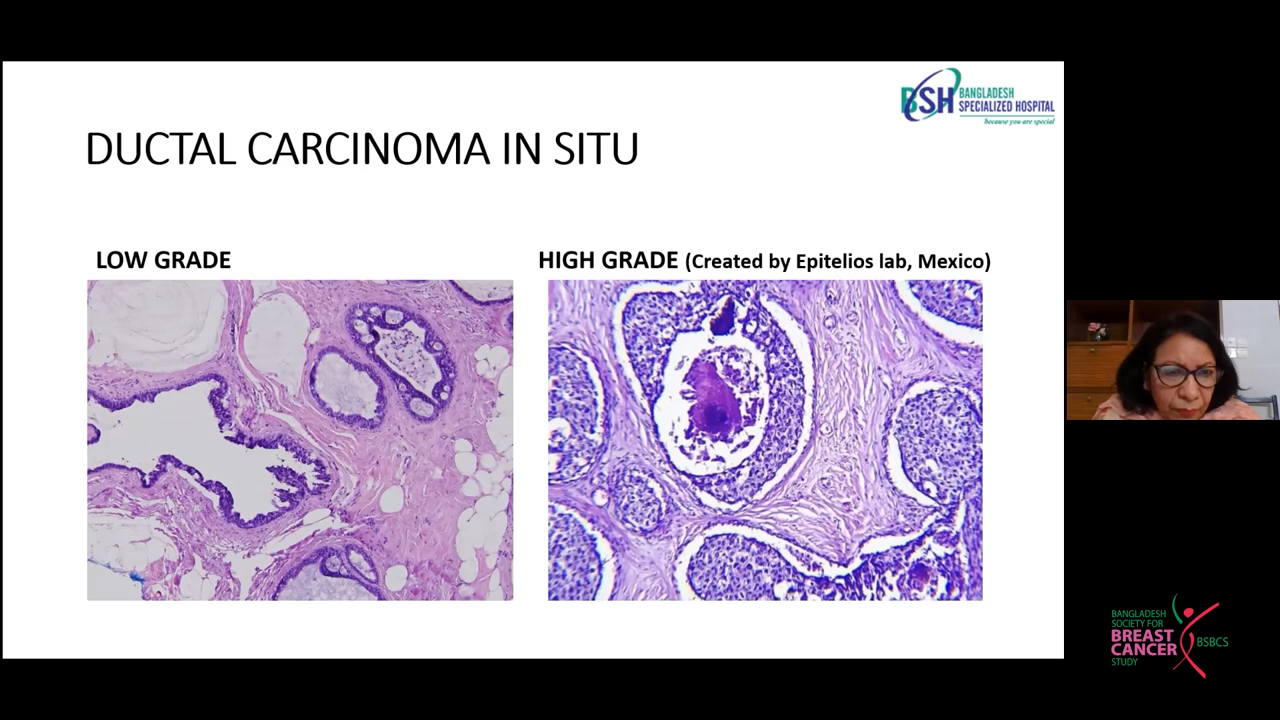 BSH BANGLADESH
SPECIALIZED HOSPITAL
because you are special
DUCTAL CARCINOMA IN SITU
LOW GRADE
HIGH GRADE (Created by Epitelios lab, Mexico)
BANGLADESH
SOCIETY FOR
BREAST
CANCER
STUDY
BSBCS